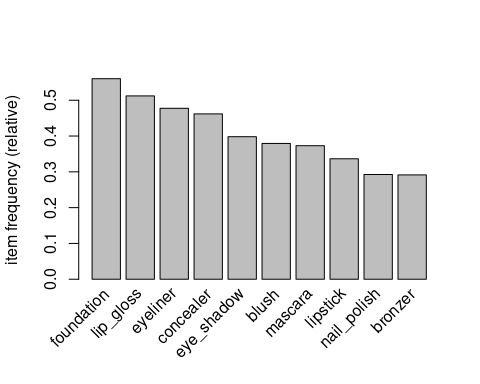 item frequency (relative)
0.5
0.4
0.3
0.2
0.1
0.0
foundation
lip_gloss
eyeliner
concealer
eye_shadow
blush
mascara
lipstick
nail_polish
bronzer